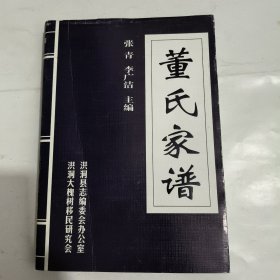 董氏家谱
张青 李广洁 主编
洪洞县志编委会办公室
洪洞大槐树移民研究会